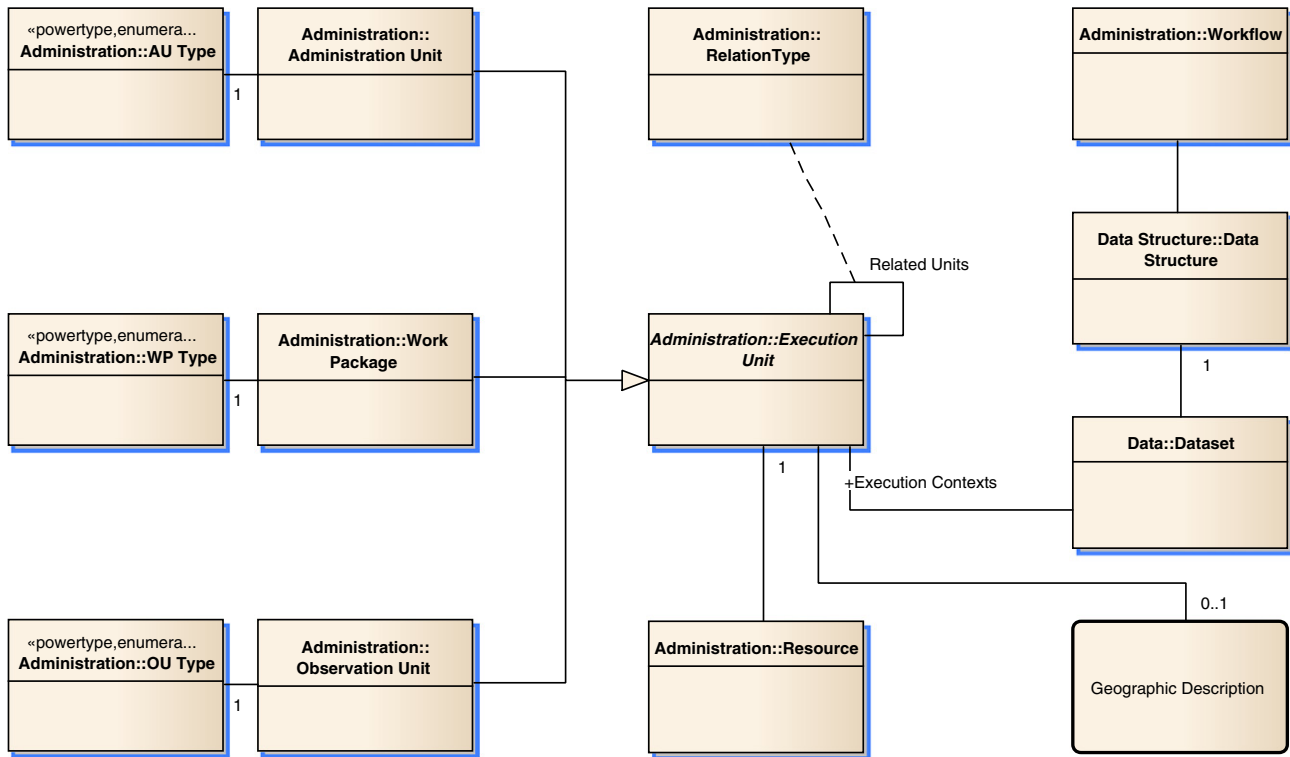 «powertype,enumera...
Administration::AU Type
1
Administration::
Administration Unit
Administration::
RelationType
Administration::Workflow
Data Structure::Data
Structure
1
Related Units
«powertype,enumera...
Administration::WP Type
1
Administration::Work
Package
Administration::Execution
Unit
1
+Execution Contexts
Data::Dataset
0..1
«powertype,enumera...
Administration::OU Type
1
Administration::
Observation Unit
Administration::Resource
Geographic Description